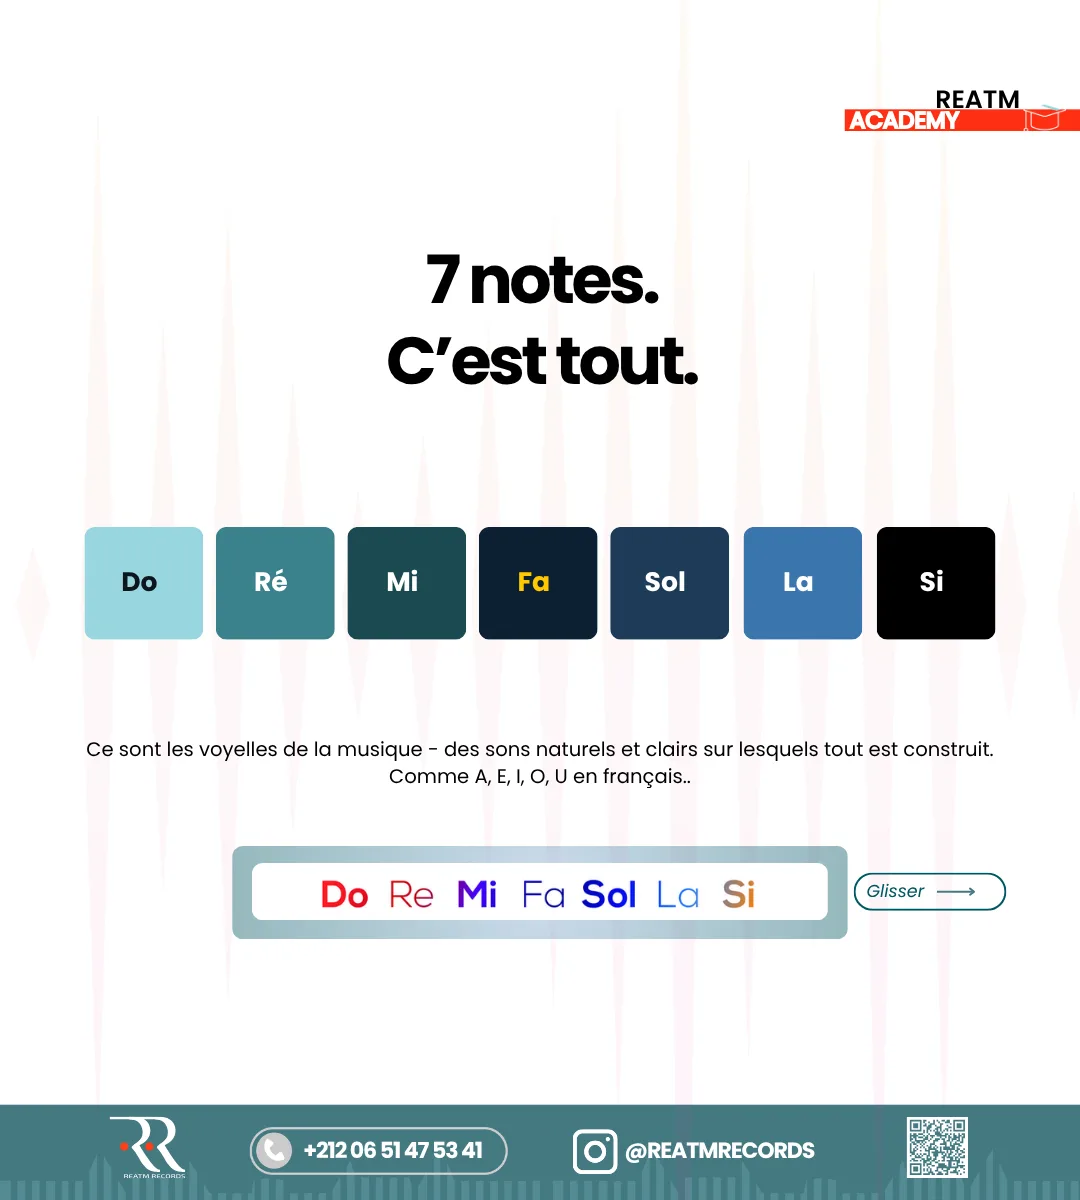 REATM
ACADEMY
7 notes.
C’est tout.
Do Ré Mi Fa Sol La Si
Ce sont les voyelles de la musique - des sons naturels et clairs sur lesquels tout est construit.
Comme A, E, I, O, U en français..
Do Re Mi Fa Sol La Si
Glisser
RR
REATM RECORDS
+212 06 51 47 53 41
@REATMRECORDS